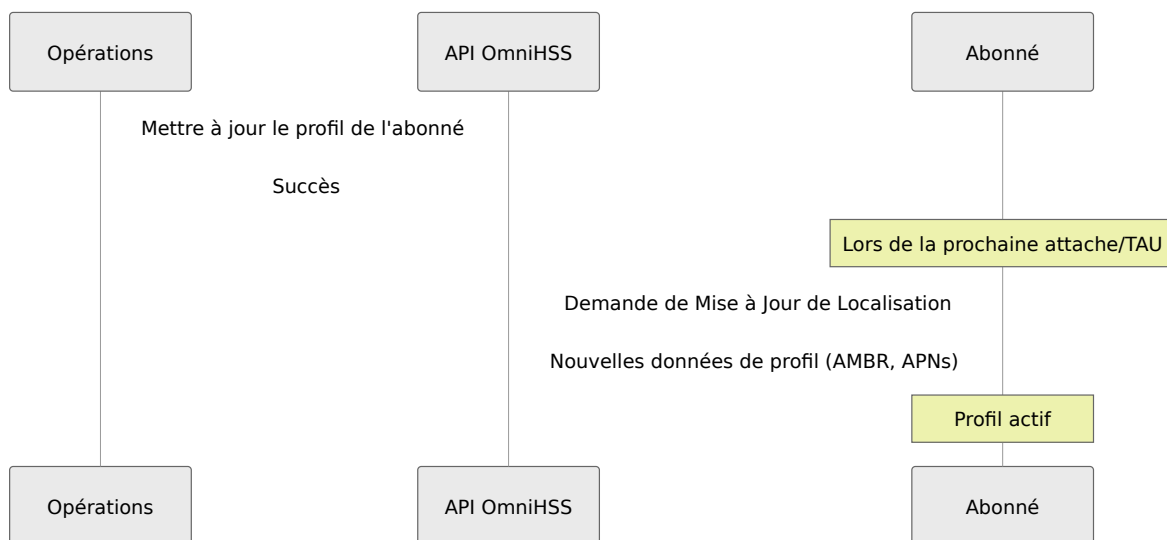 Opérations
API OmniHSS
Abonné
Mettre à jour le profil de l'abonné
Succès
Lors de la prochaine attache/TAU
Demande de Mise à Jour de Localisation
Nouvelles données de profil (AMBR, APNs)
Profil actif
Opérations
API OmniHSS
Abonné